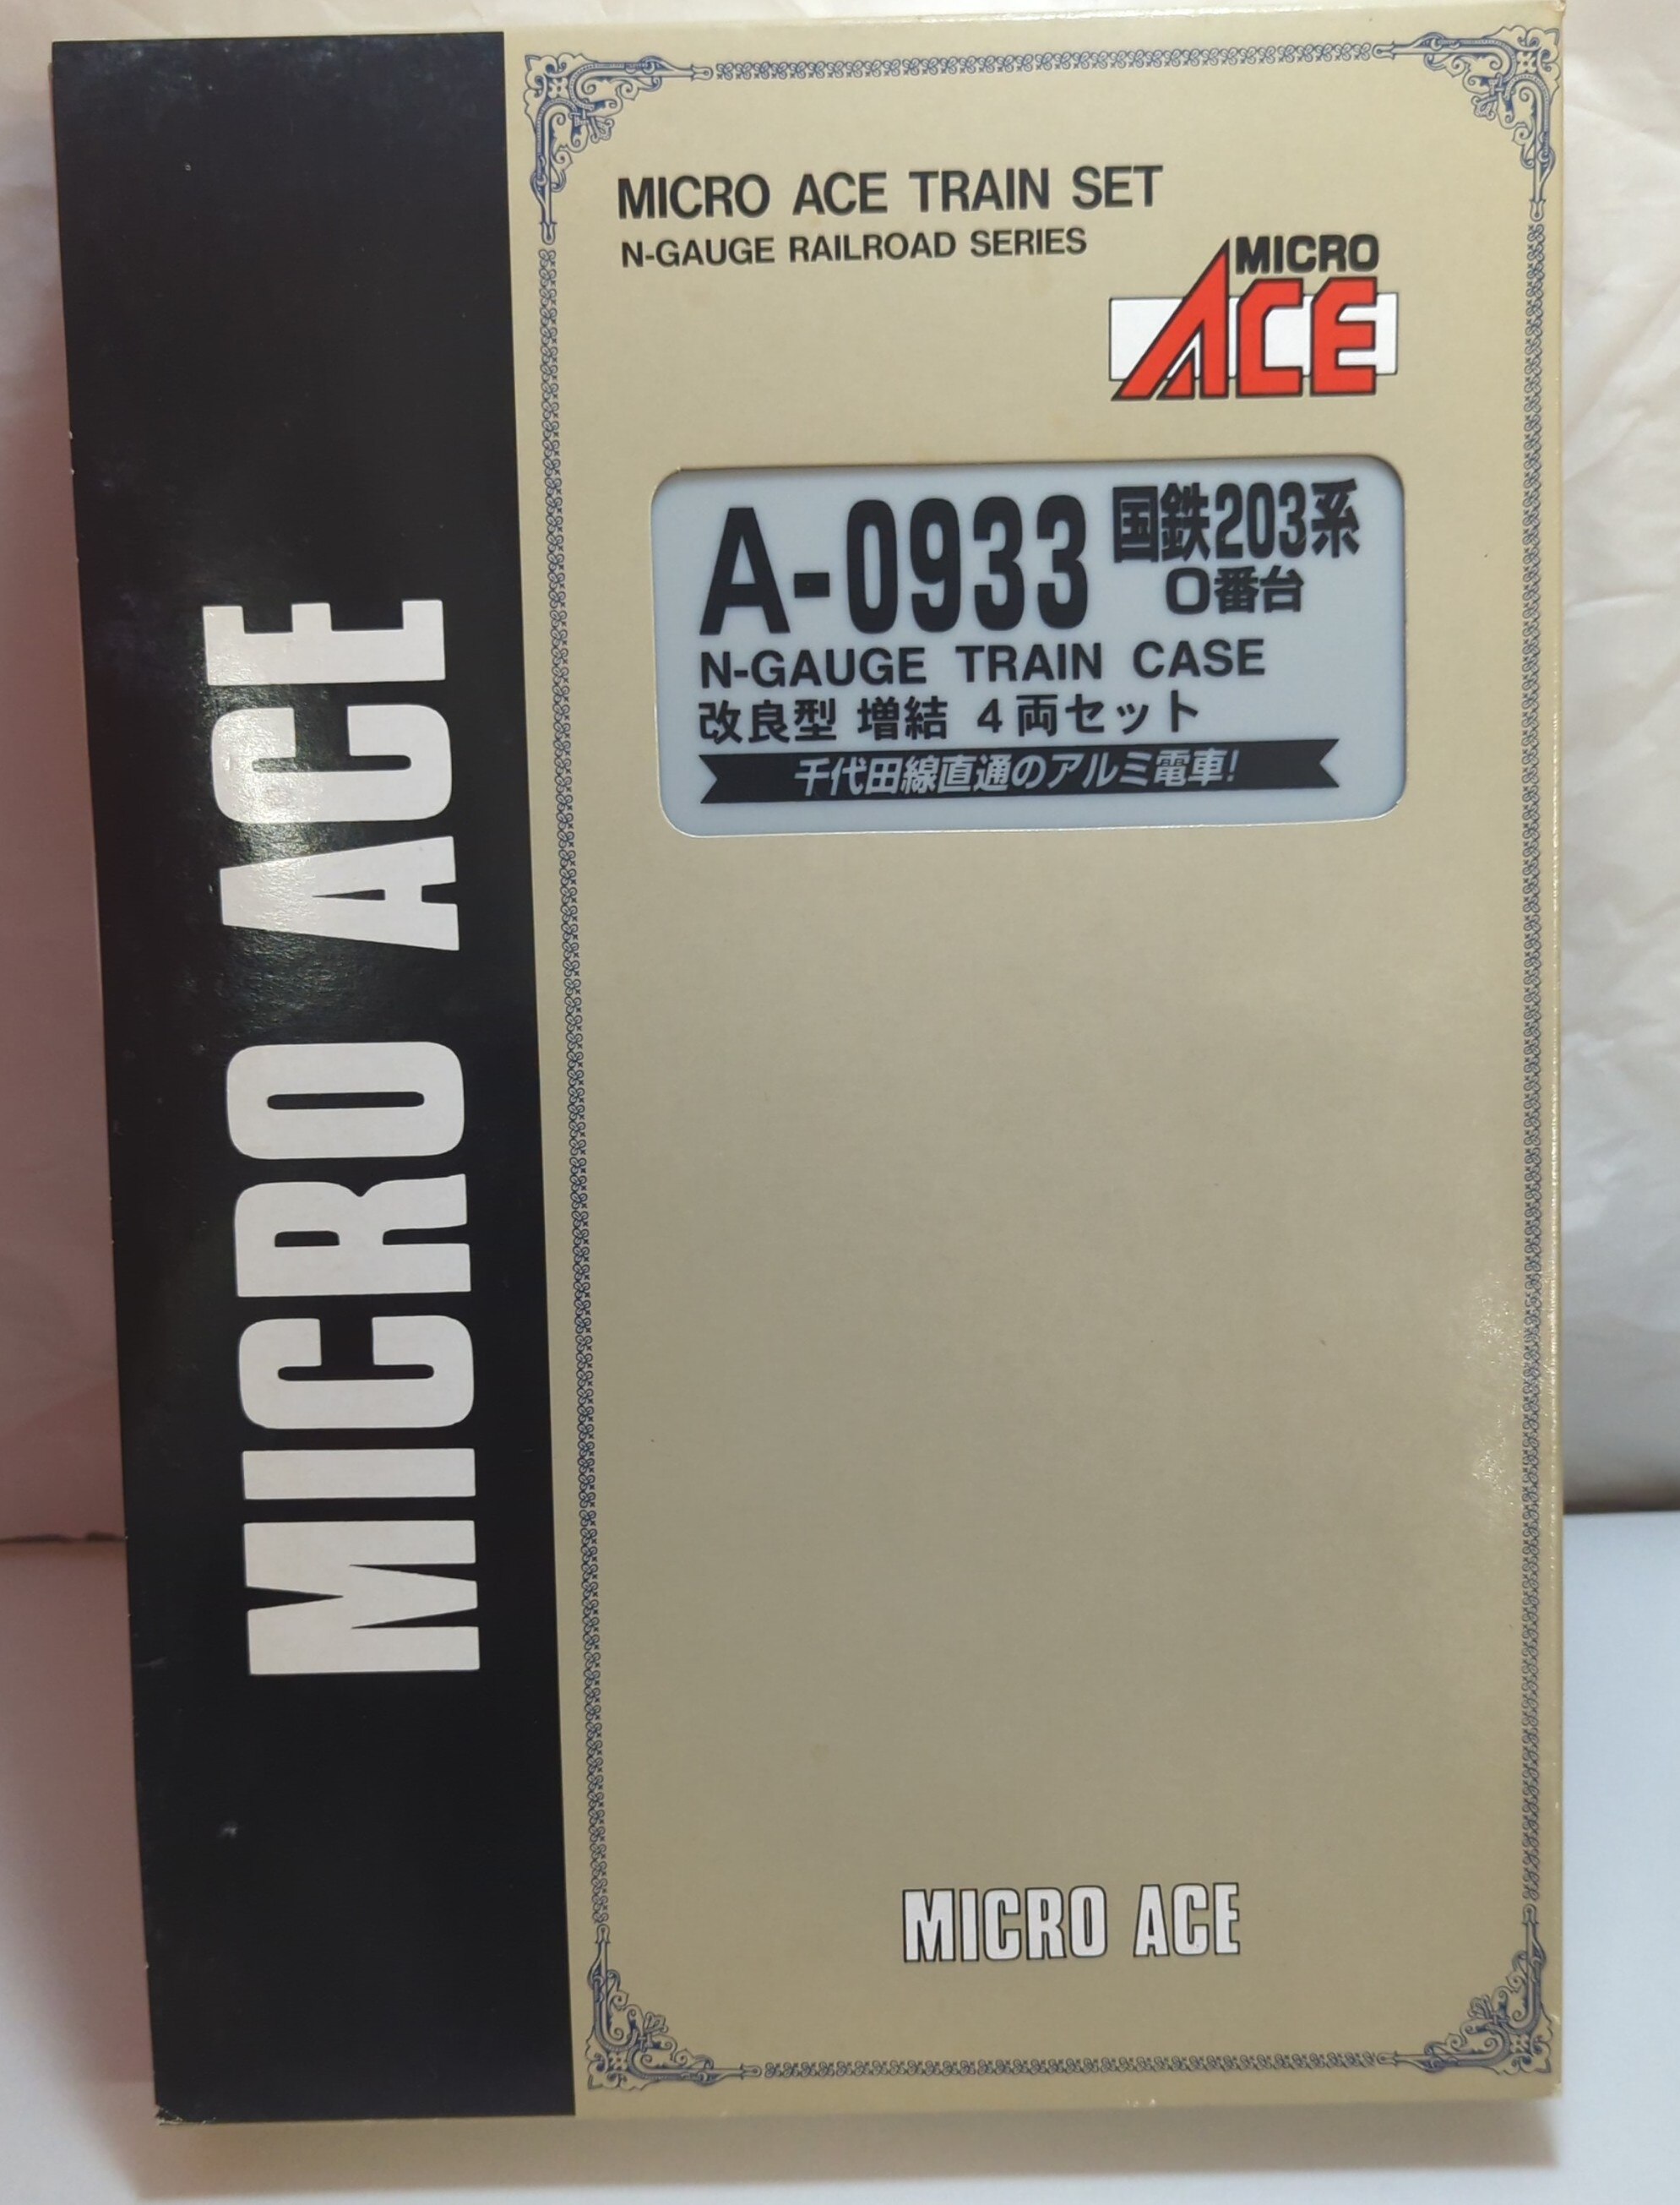 MICRO ACE
MICRO ACE TRAIN SET
N-GAUGE RAILROAD SERIES
MICRO
ACE
A-0933 国鉄203系
0番台
N-GAUGE TRAIN CASE
改良型 増結 4両セット
千代田線直通のアルミ電車!
MICRO ACE